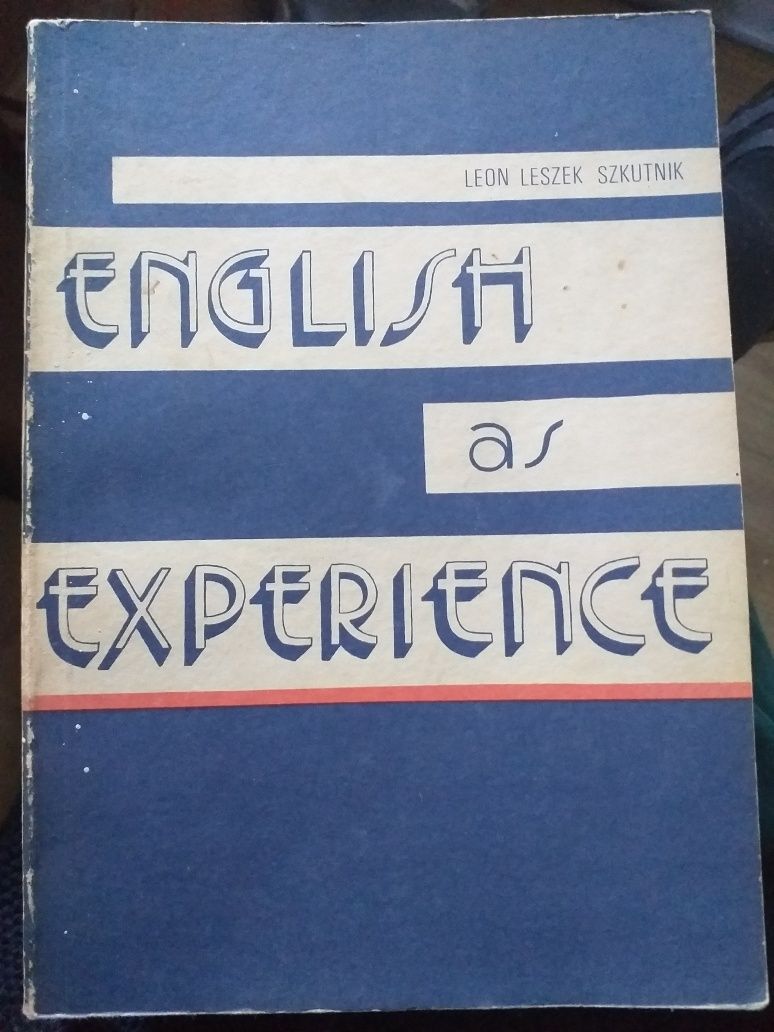 LEON LESZEK SZKUTNIK
ENGLISH
as
EXPERIENCE